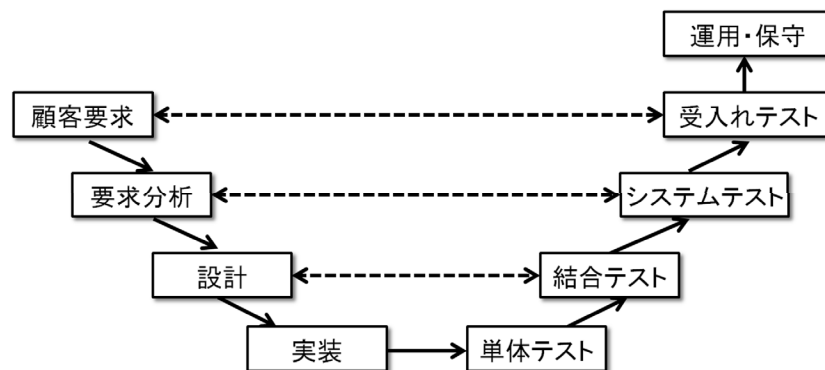 運用・保守
顧客要求
受入れテスト
要求分析
システムテスト
設計
結合テスト
実装
単体テスト